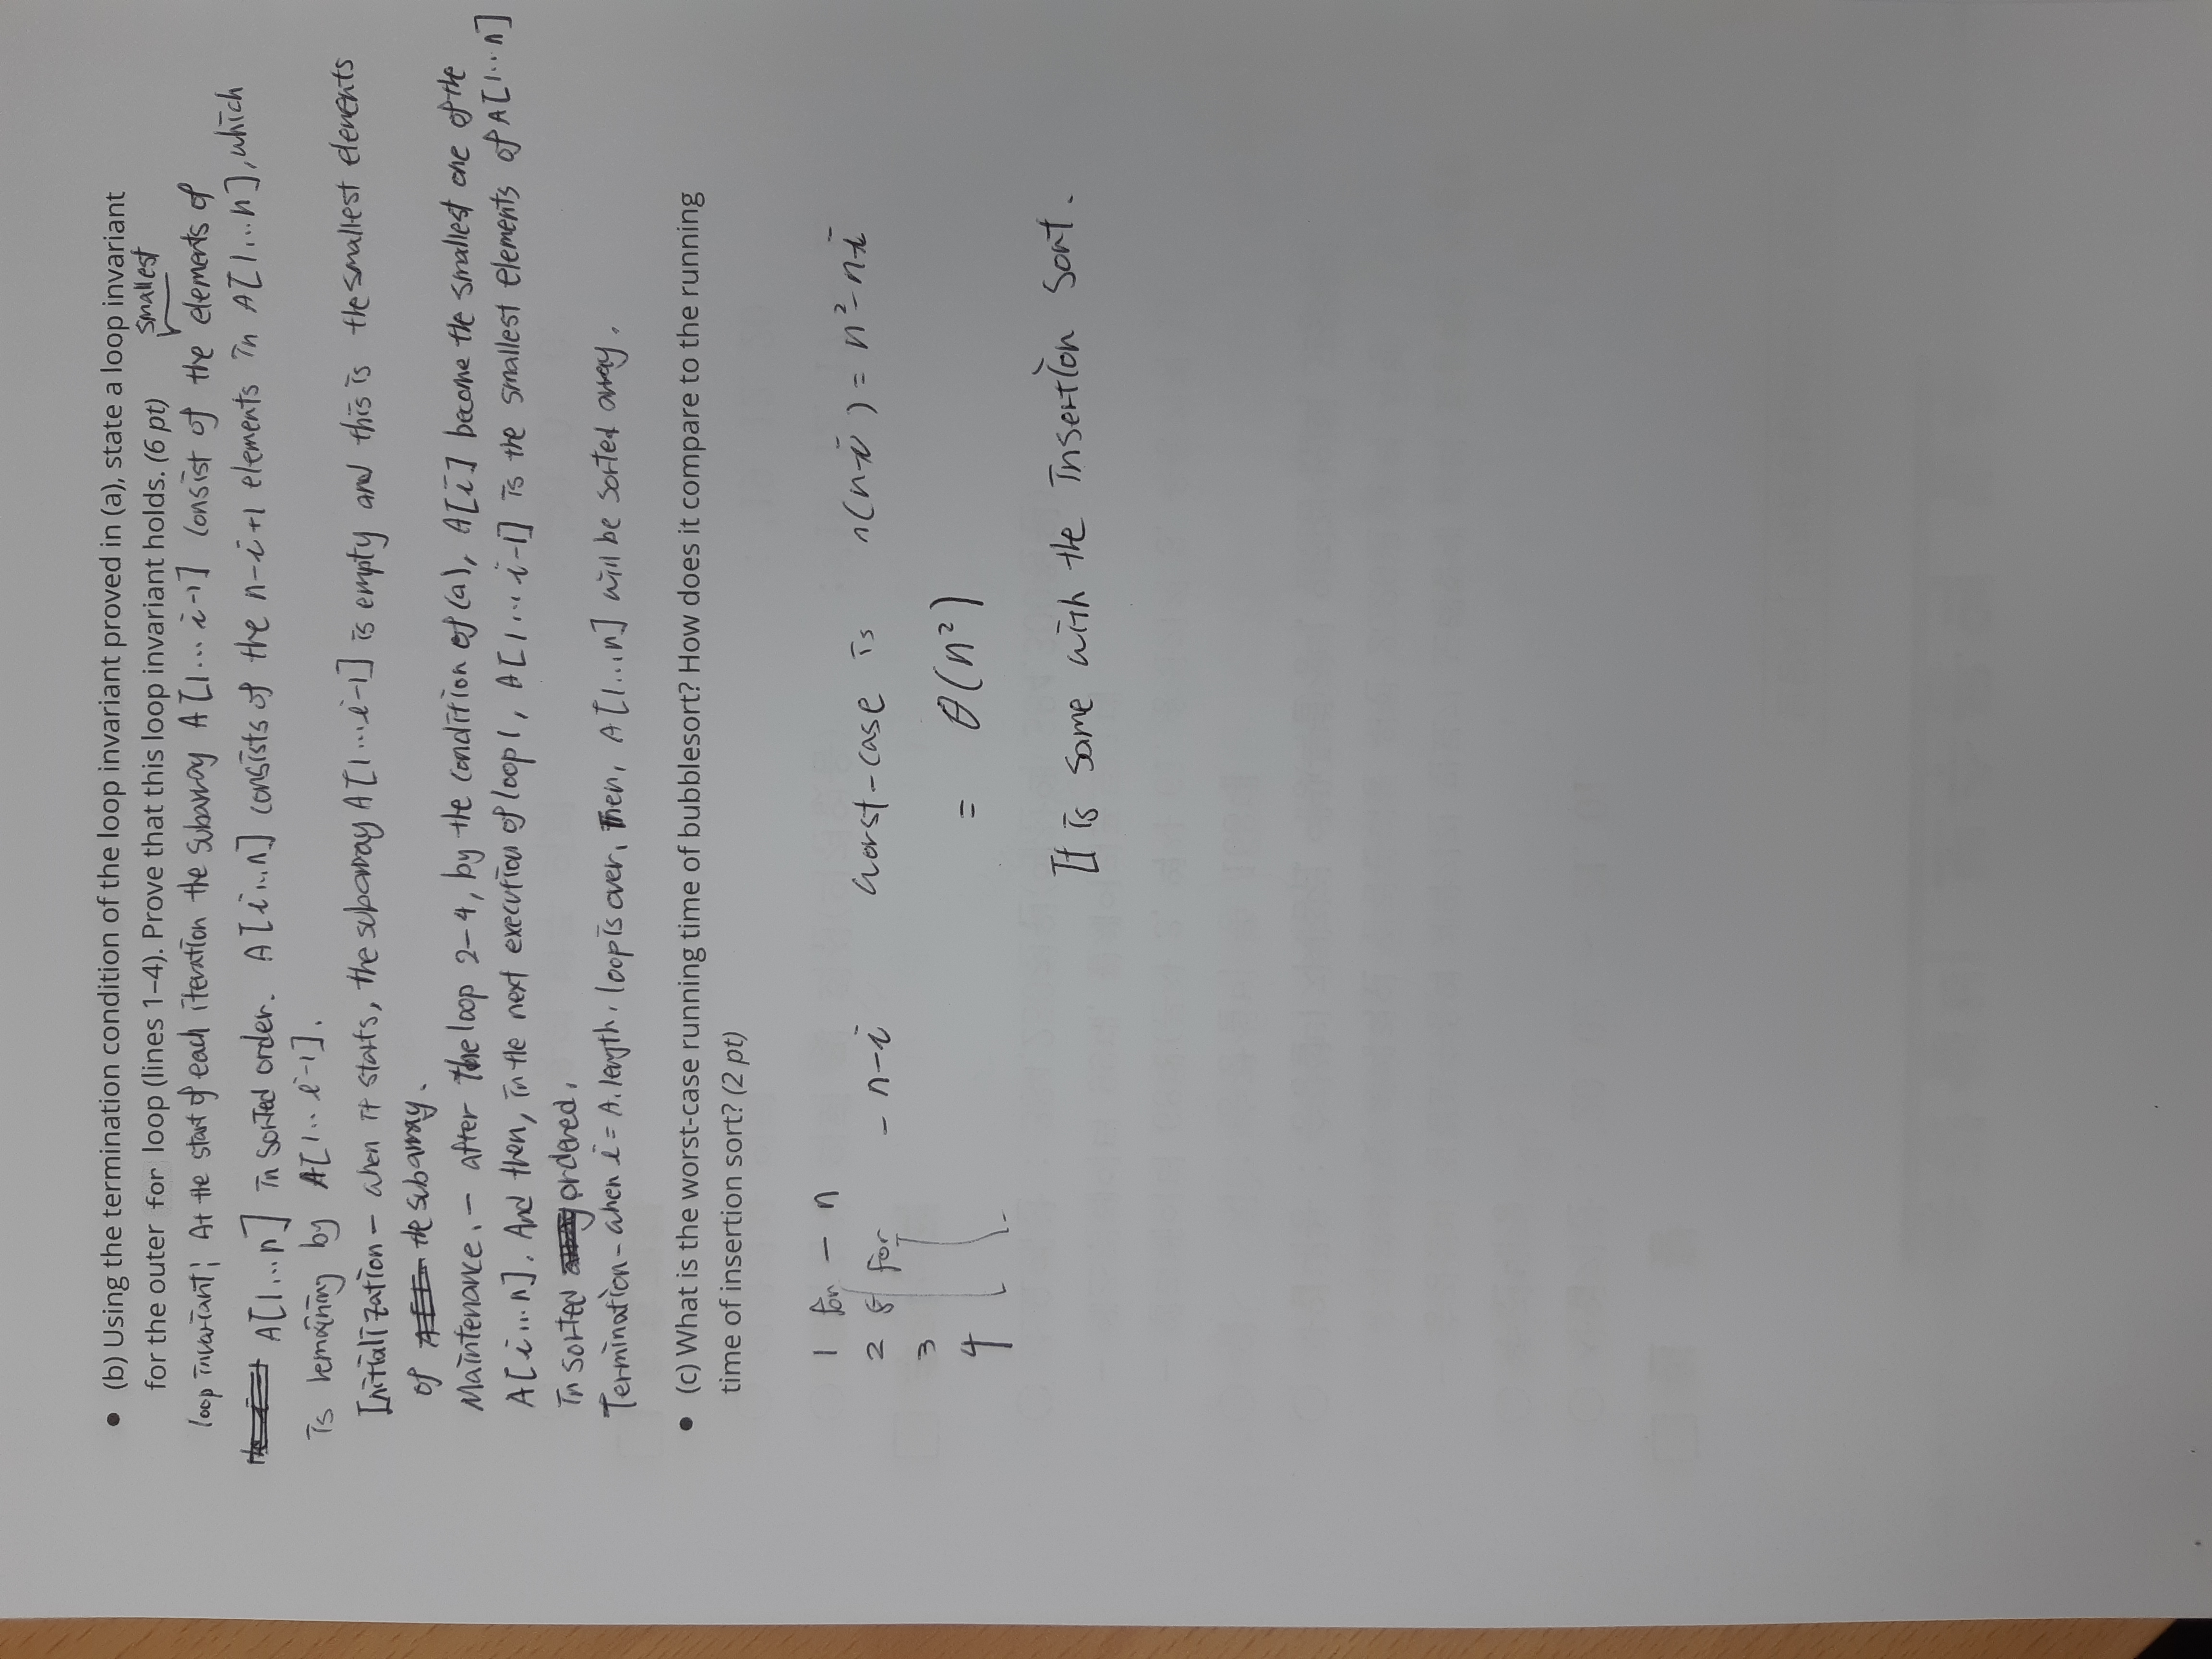 • (b) Using the termination condition of the loop invariant proved in (a), state a loop invariant
for the outer for loop (lines 1–4). Prove that this loop invariant holds. (6 pt)
smallest
loop invariant; At the start of each iteration the subarray A[1...i-1] consist of the elements of
A[1...n] in sorted order. A[i...n] consists of the n-i+1 elements in A[1...n], which
is remaining by A[1..i-1].
Initialization - when it starts, the subarray A[1...i-1] is empty and this is the smallest elements
of the subarray.
Maintenance. - after the loop 2-4, by the condition of (a), A[i] become the smallest one of the
A[i...n]. And then, in the next execution of loop 1, A[1...i-1] is the smallest elements of A[1..n]
in sorted ordered.
Termination - when i = A.length, loop is over. Then, A[1...n] will be sorted array.
• (c) What is the worst-case running time of bubblesort? How does it compare to the running
time of insertion sort? (2 pt)
1 for - n
2 for - n-i worst-case is n(n-i) = n²-ni
3
4 = θ(n²)
It is same with the insertion sort.